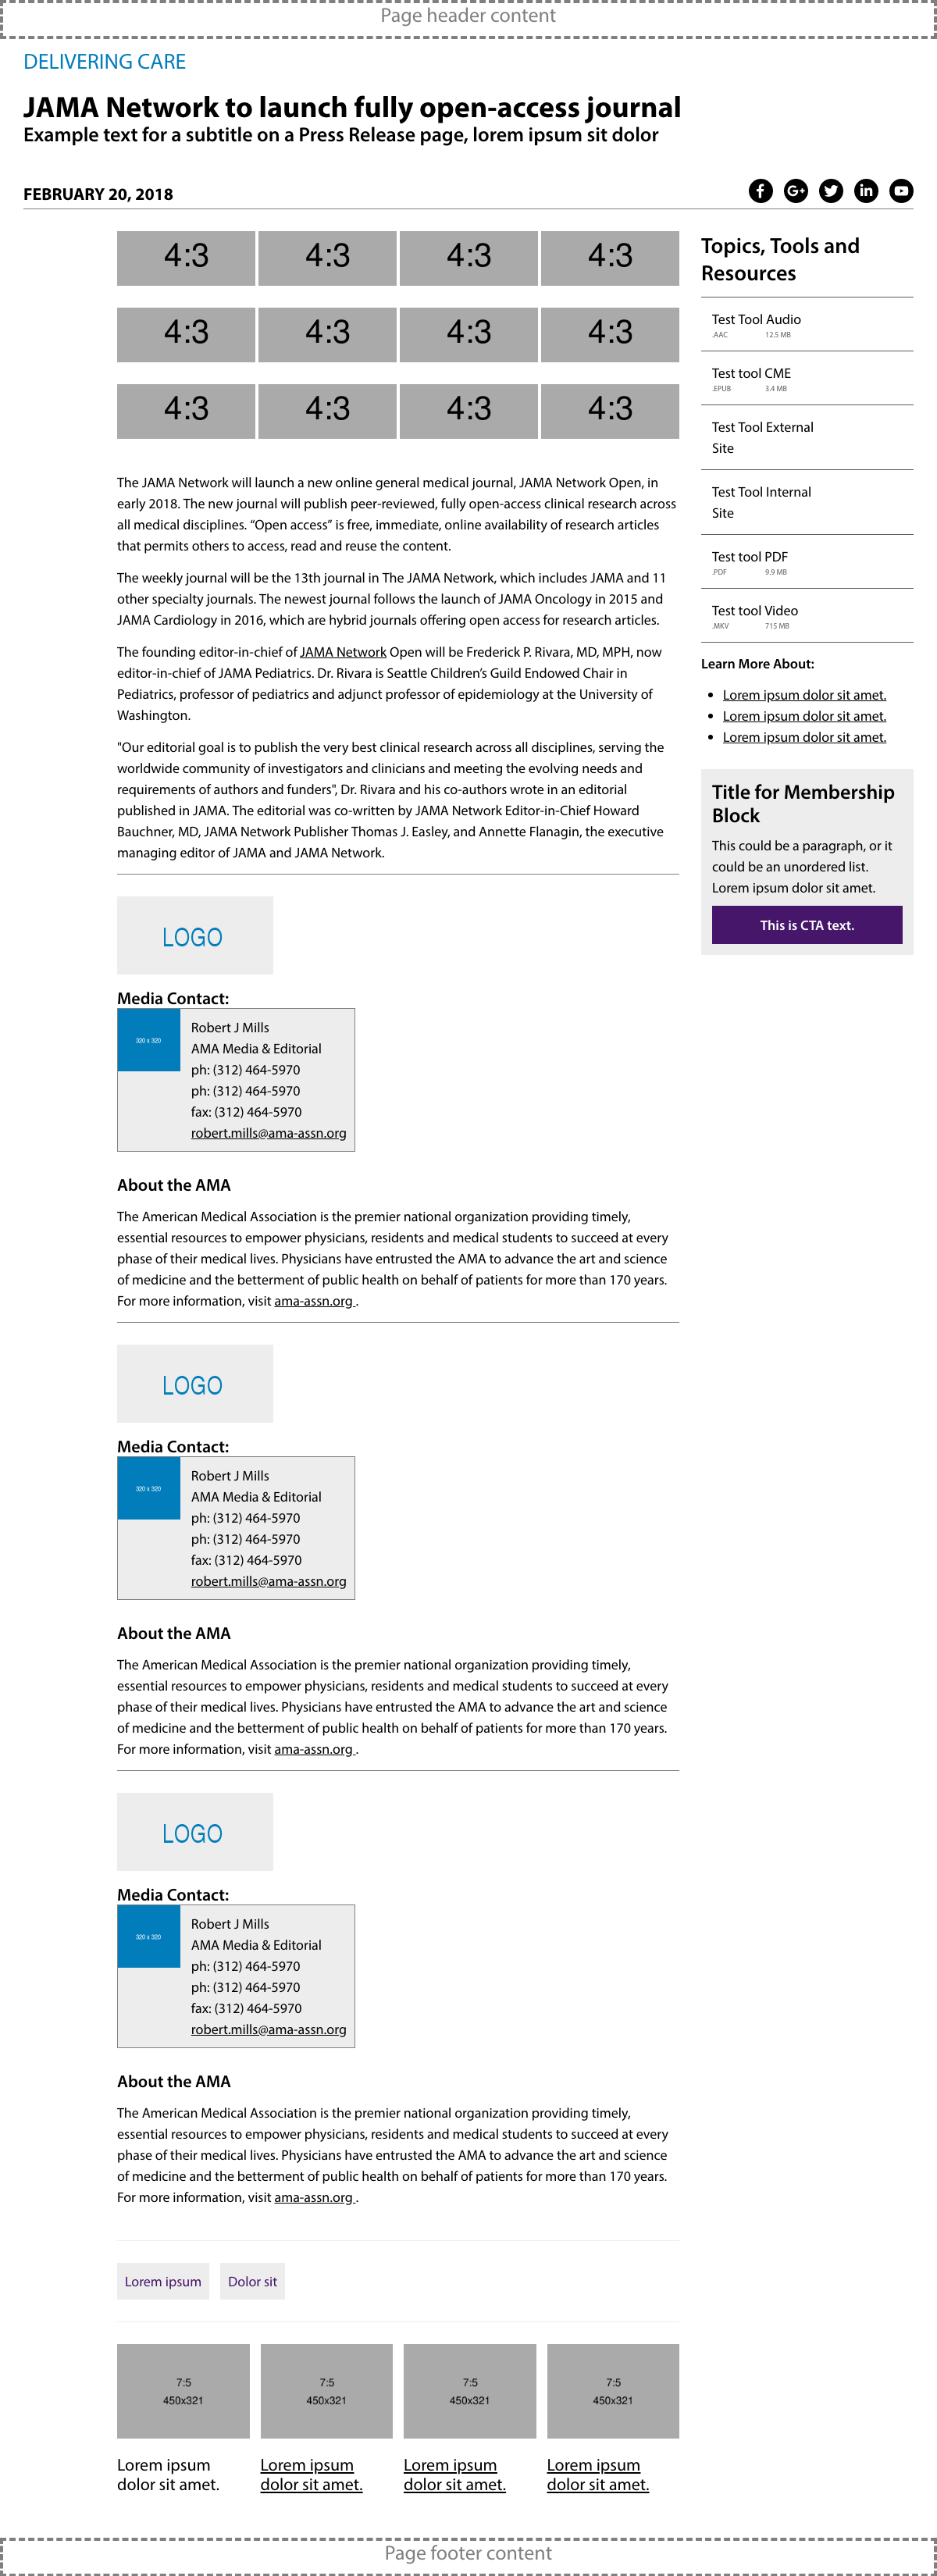 Page header content
DELIVERING CARE
JAMA Network to launch fully open-access journal
Example text for a subtitle on a Press Release page, lorem ipsum sit dolor
FEBRUARY 20, 2018
4:3 4:3 4:3 4:3
4:3 4:3 4:3 4:3
4:3 4:3 4:3 4:3
The JAMA Network will launch a new online general medical journal, JAMA Network Open, in
early 2018. The new journal will publish peer-reviewed, fully open-access clinical research across
all medical disciplines. “Open access” is free, immediate, online availability of research articles
that permits others to access, read and reuse the content.
The weekly journal will be the 13th journal in The JAMA Network, which includes JAMA and 11
other specialty journals. The newest journal follows the launch of JAMA Oncology in 2015 and
JAMA Cardiology in 2016, which are hybrid journals offering open access for research articles.
The founding editor-in-chief of JAMA Network Open will be Frederick P. Rivara, MD, MPH, now
editor-in-chief of JAMA Pediatrics. Dr. Rivara is Seattle Children’s Guild Endowed Chair in
Pediatrics, professor of pediatrics and adjunct professor of epidemiology at the University of
Washington.
"Our editorial goal is to publish the very best clinical research across all disciplines, serving the
worldwide community of investigators and clinicians and meeting the evolving needs and
requirements of authors and funders", Dr. Rivara and his co-authors wrote in an editorial
published in JAMA. The editorial was co-written by JAMA Network Editor-in-Chief Howard
Bauchner, MD, JAMA Network Publisher Thomas J. Easley, and Annette Flanagin, the executive
managing editor of JAMA and JAMA Network.
LOGO
Media Contact:
320 x 320
Robert J Mills
AMA Media & Editorial
ph: (312) 464-5970
ph: (312) 464-5970
fax: (312) 464-5970
robert.mills@ama-assn.org
About the AMA
The American Medical Association is the premier national organization providing timely,
essential resources to empower physicians, residents and medical students to succeed at every
phase of their medical lives. Physicians have entrusted the AMA to advance the art and science
of medicine and the betterment of public health on behalf of patients for more than 170 years.
For more information, visit ama-assn.org .
LOGO
Media Contact:
320 x 320
Robert J Mills
AMA Media & Editorial
ph: (312) 464-5970
ph: (312) 464-5970
fax: (312) 464-5970
robert.mills@ama-assn.org
About the AMA
The American Medical Association is the premier national organization providing timely,
essential resources to empower physicians, residents and medical students to succeed at every
phase of their medical lives. Physicians have entrusted the AMA to advance the art and science
of medicine and the betterment of public health on behalf of patients for more than 170 years.
For more information, visit ama-assn.org .
LOGO
Media Contact:
320 x 320
Robert J Mills
AMA Media & Editorial
ph: (312) 464-5970
ph: (312) 464-5970
fax: (312) 464-5970
robert.mills@ama-assn.org
About the AMA
The American Medical Association is the premier national organization providing timely,
essential resources to empower physicians, residents and medical students to succeed at every
phase of their medical lives. Physicians have entrusted the AMA to advance the art and science
of medicine and the betterment of public health on behalf of patients for more than 170 years.
For more information, visit ama-assn.org .
Lorem ipsum Dolor sit
7:5 7:5 7:5 7:5
450x321 450x321 450x321 450x321
Lorem ipsum Lorem ipsum Lorem ipsum Lorem ipsum
dolor sit amet. dolor sit amet. dolor sit amet. dolor sit amet.
Topics, Tools and
Resources
Test Tool Audio
.AAC 12.5 MB
Test tool CME
.EPUB 3.4 MB
Test Tool External
Site
Test Tool Internal
Site
Test tool PDF
.PDF 9.9 MB
Test tool Video
.MKV 715 MB
Learn More About:
Lorem ipsum dolor sit amet.
Lorem ipsum dolor sit amet.
Lorem ipsum dolor sit amet.
Title for Membership
Block
This could be a paragraph, or it
could be an unordered list.
Lorem ipsum dolor sit amet.
This is CTA text.
Page footer content